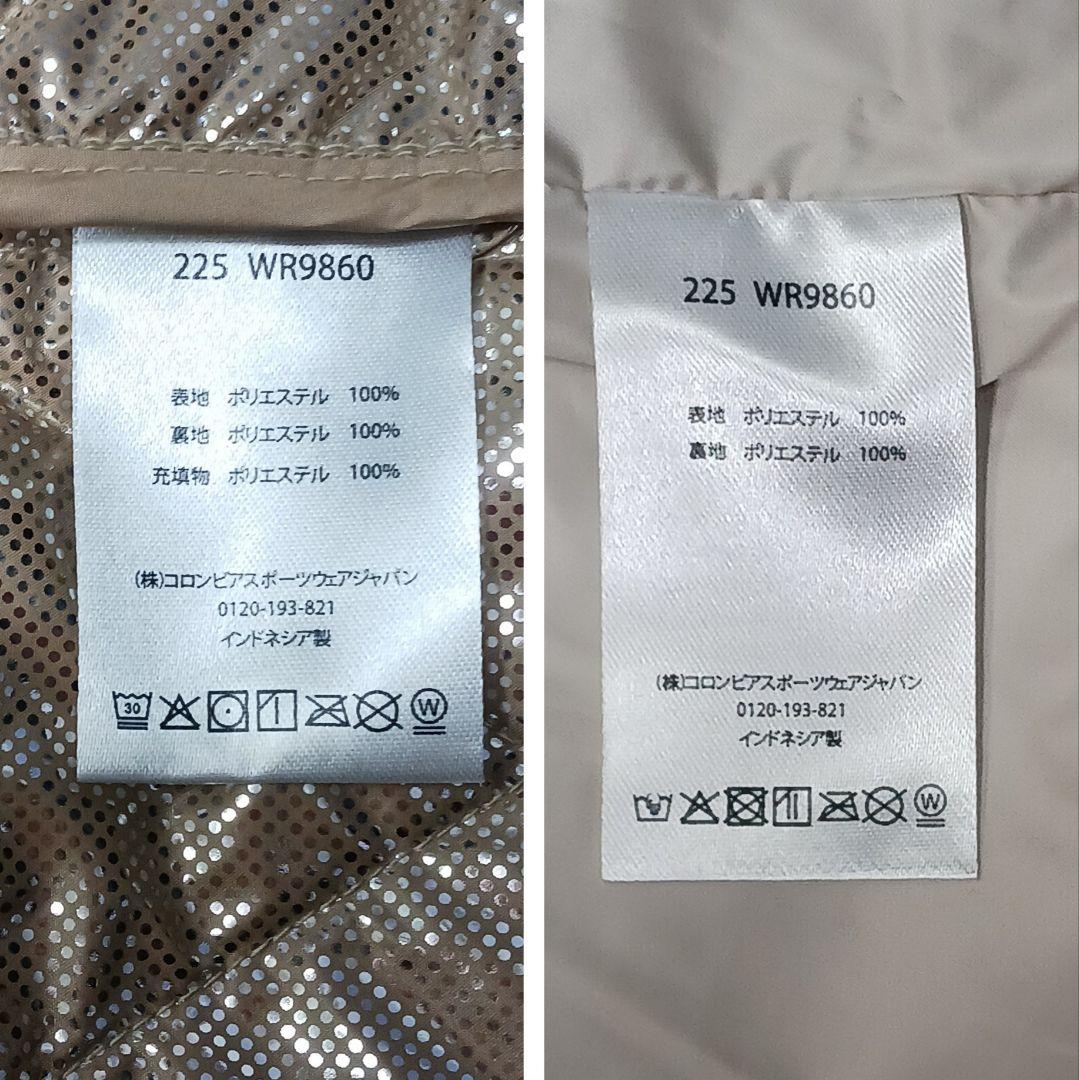 225 WR9860
表地 ポリエステル 100%
裏地 ポリエステル 100%
充填物 ポリエステル 100%
(株)コロンビアスポーツウェアジャパン
0120-193-821
インドネシア製
30
W
225 WR9860
表地 ポリエステル 100%
裏地 ポリエステル 100%
(株)コロンビアスポーツウェアジャパン
0120-193-821
インドネシア製
W